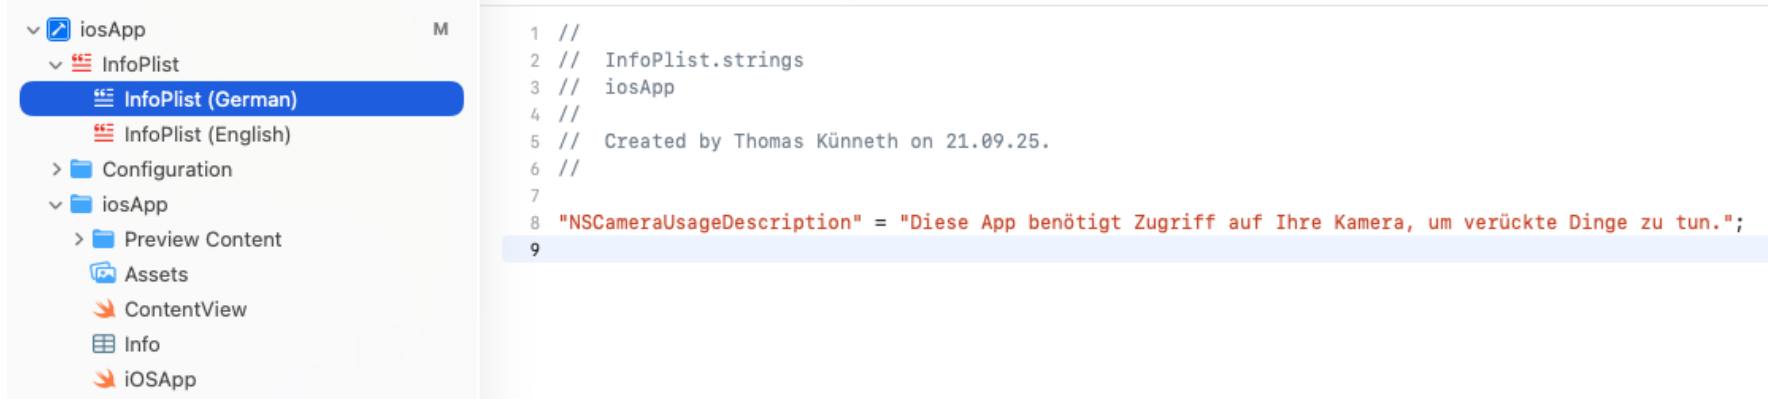 iosApp M
InfoPlist
InfoPlist (German)
InfoPlist (English)
Configuration
iosApp
Preview Content
Assets
ContentView
Info
iOSApp
1 //
2 // InfoPlist.strings
3 // iosApp
4 //
5 // Created by Thomas Künneth on 21.09.25.
6 //
7
8 "NSCameraUsageDescription" = "Diese App benötigt Zugriff auf Ihre Kamera, um verückte Dinge zu tun.";
9